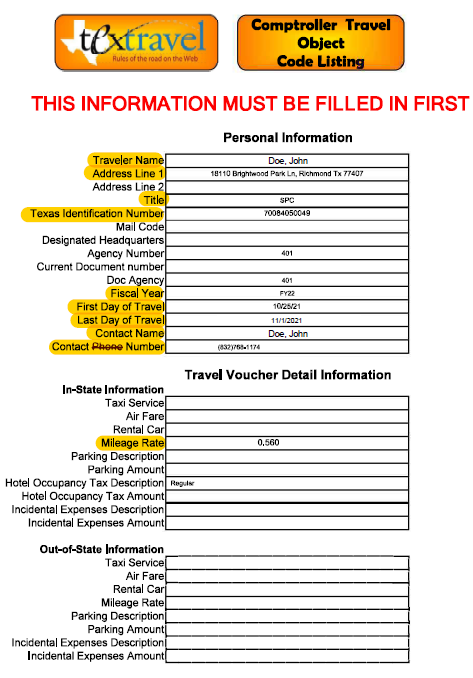 textravel
Rules of the road on the Web
Comptroller Travel
Object
Code Listing
THIS INFORMATION MUST BE FILLED IN FIRST
Personal Information
Traveler Name Doe, John
Address Line 1 18110 Brightwood Park Ln, Richmond Tx 77407
Address Line 2
Title SPC
Texas Identification Number 70084050049
Mail Code
Designated Headquarters
Agency Number 401
Current Document number
Doc Agency 401
Fiscal Year FY22
First Day of Travel 10/25/21
Last Day of Travel 11/1/2021
Contact Name Doe, John
Contact Phone Number (832)768-1174
Travel Voucher Detail Information
In-State Information
Taxi Service
Air Fare
Rental Car
Mileage Rate 0.560
Parking Description
Parking Amount
Hotel Occupancy Tax Description Regular
Hotel Occupancy Tax Amount
Incidental Expenses Description
Incidental Expenses Amount
Out-of-State Information
Taxi Service
Air Fare
Rental Car
Mileage Rate
Parking Description
Parking Amount
Incidental Expenses Description
Incidental Expenses Amount